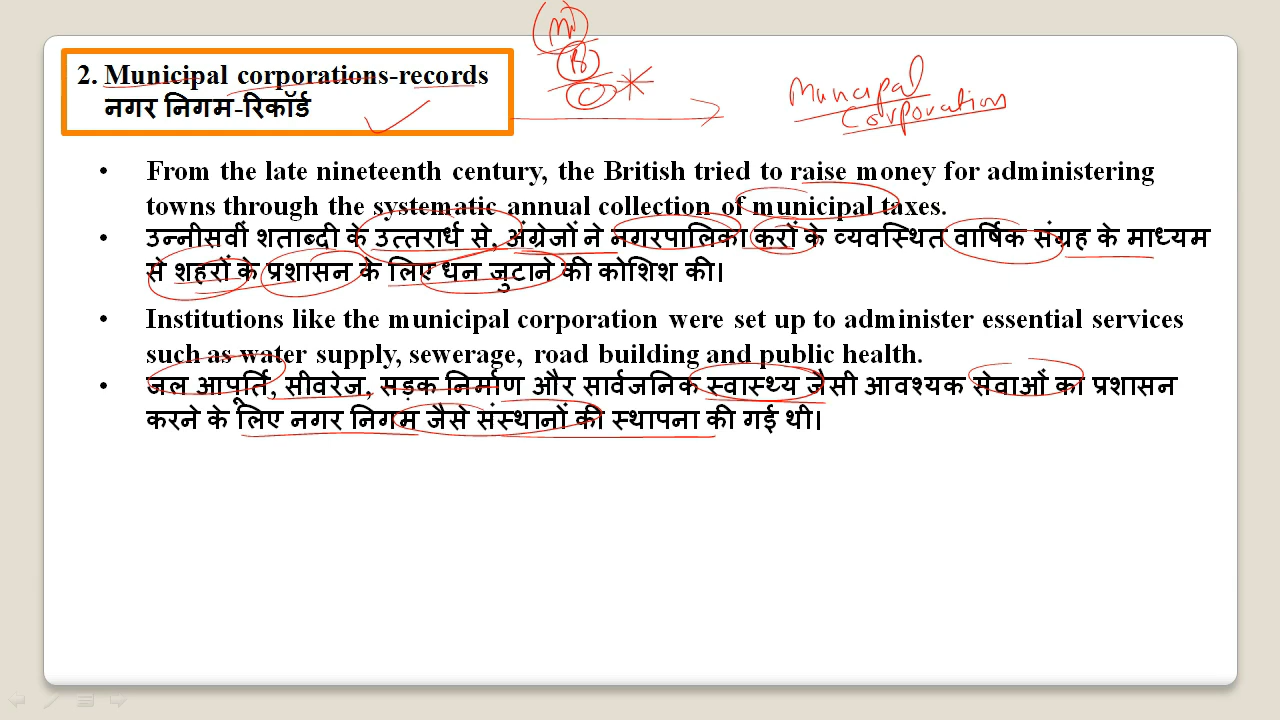 2. Municipal corporations-records
नगर निगम-रिकॉर्ड
Muncipal
Corporation
From the late nineteenth century, the British tried to raise money for administering
towns through the systematic annual collection of municipal taxes.
उन्नीसवीं शताब्दी के उत्तरार्ध से, अंग्रेजों ने नगरपालिका करों के व्यवस्थित वार्षिक संग्रह के माध्यम
से शहरों के प्रशासन के लिए धन जुटाने की कोशिश की।
Institutions like the municipal corporation were set up to administer essential services
such as water supply, sewerage, road building and public health.
जल आपूर्ति, सीवरेज, सड़क निर्माण और सार्वजनिक स्वास्थ्य जैसी आवश्यक सेवाओं का प्रशासन
करने के लिए नगर निगम जैसे संस्थानों की स्थापना की गई थी।